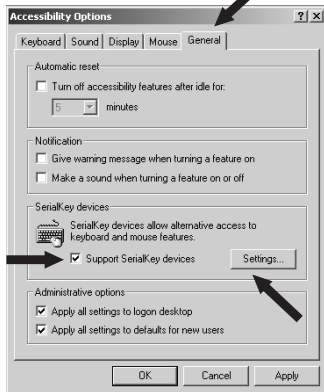 Accessibility Options
Keyboard Sound Display Mouse General
Automatic reset
Turn off accessibility features after idle for:
5 minutes
Notification
Give warning message when turning a feature on
Make a sound when turning a feature on or off
SerialKey devices
SerialKey devices allow alternative access to
keyboard and mouse features.
Support SerialKey devices Settings...
Administrative options
Apply all settings to logon desktop
Apply all settings to defaults for new users
OK Cancel Apply